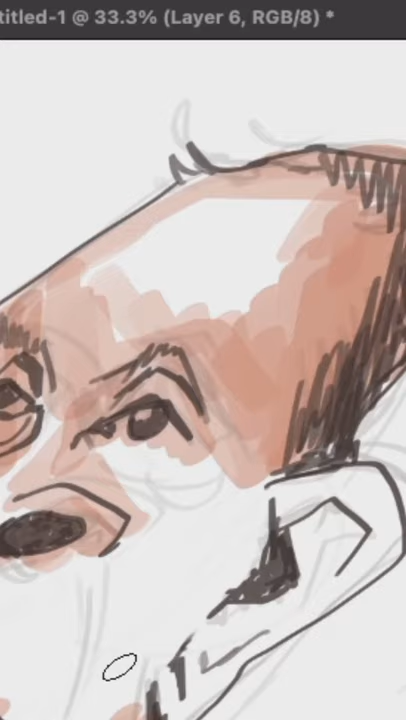 titled-1 @ 33.3% (Layer 6, RGB/8) *